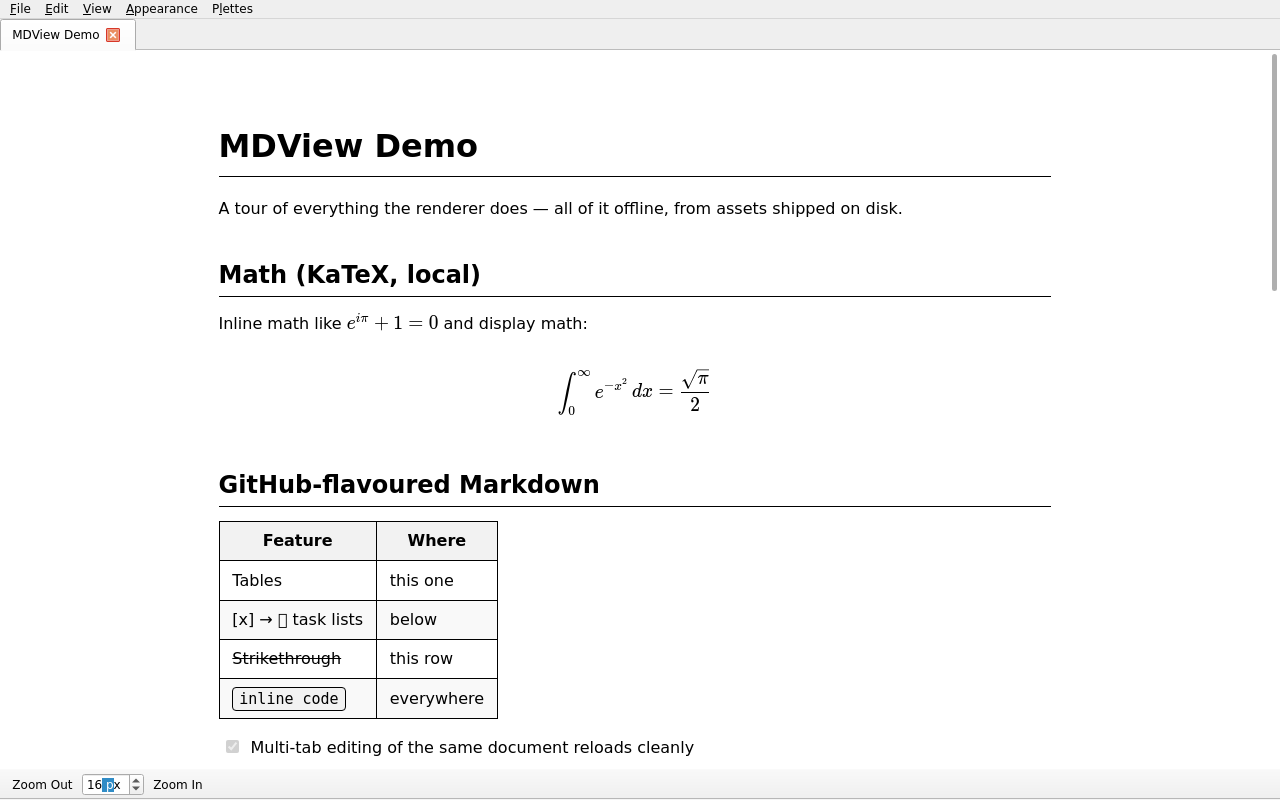 File Edit View Appearance Plettes
MDView Demo
MDView Demo
A tour of everything the renderer does — all of it offline, from assets shipped on disk.
Math (KaTeX, local)
Inline math like e^{iπ} + 1 = 0 and display math:
∫_0^∞ e^{−x^2} dx = √π/2
GitHub-flavoured Markdown
Feature Where
Tables this one
[x] → ▯ task lists below
Strikethrough this row
inline code everywhere
Multi-tab editing of the same document reloads cleanly
Zoom Out 16 px Zoom In